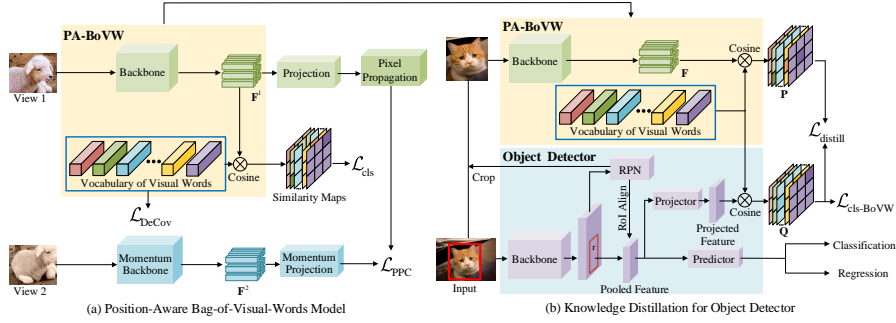 PA-BoVW
Backbone
F¹
Projection
Pixel
Propagation
View 1
Vocabulary of Visual Words
Cosine
Similarity Maps
ℒcls
ℒDeCov
View 2
Momentum
Backbone
F²
Momentum
Projection
ℒPPC
(a) Position-Aware Bag-of-Visual-Words Model
PA-BoVW
Backbone
F
Cosine
P
Vocabulary of Visual Words
ℒdistill
Object Detector
Crop
RPN
RoI Align
Projector
Projected
Feature
Cosine
Q
ℒcls-BoVW
Input
Backbone
r
Pooled Feature
Predictor
Classification
Regression
(b) Knowledge Distillation for Object Detector